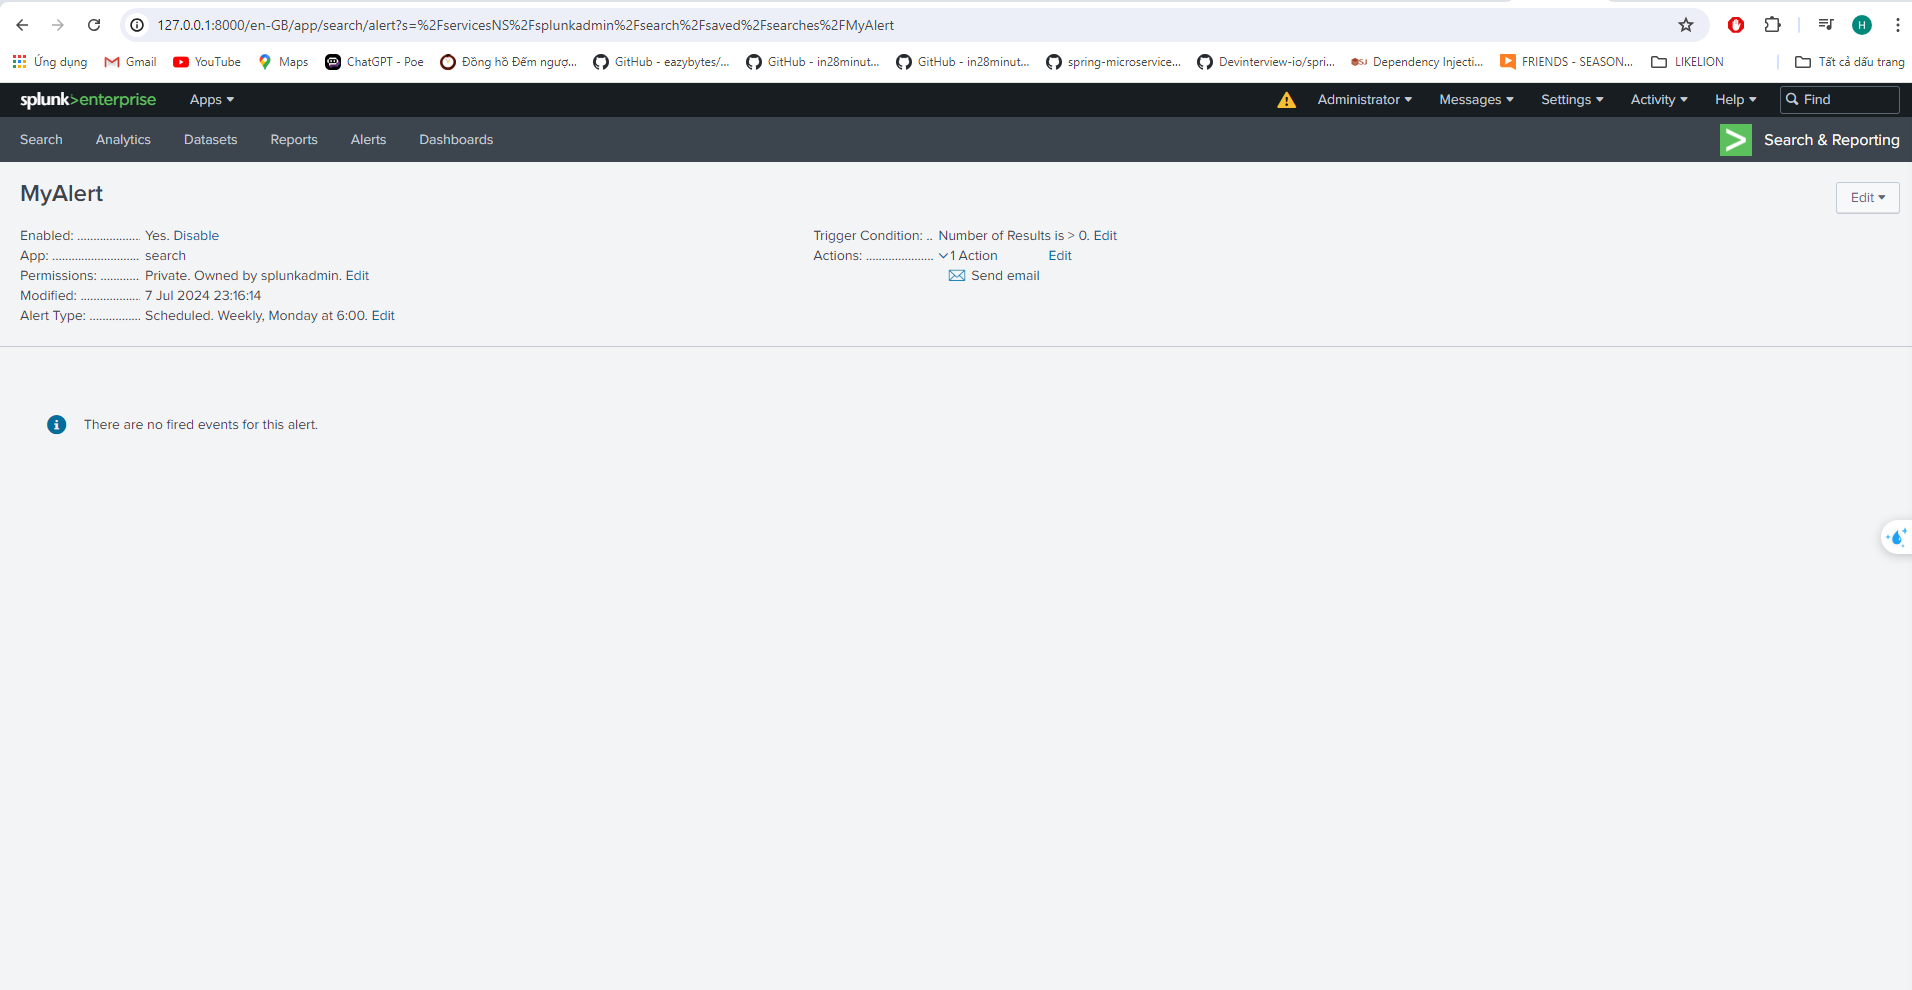 127.0.0.1:8000/en-GB/app/search/alert?s=%2FservicesNS%2Fsplunkadmin%2Fsearch%2Fsaved%2Fsearches%2FMyAlert
H
Ứng dụng Gmail YouTube Maps ChatGPT - Poe Đồng hồ Đếm ngượ... GitHub - eazybytes/... GitHub - in28minut... GitHub - in28minut... spring-microservice... Devinterview-io/spri... Dependency Injecti... FRIENDS - SEASON... LIKELION Tất cả dấu trang
splunk>enterprise Apps Administrator Messages Settings Activity Help Find
Search Analytics Datasets Reports Alerts Dashboards Search & Reporting
MyAlert
Edit
Enabled: .................... Yes. Disable
App: ........................... search
Permissions: ............ Private. Owned by splunkadmin. Edit
Modified: ................... 7 Jul 2024 23:16:14
Alert Type: ................ Scheduled. Weekly, Monday at 6:00. Edit
Trigger Condition: .. Number of Results is > 0. Edit
Actions: ..................... 1 Action Edit
Send email
There are no fired events for this alert.